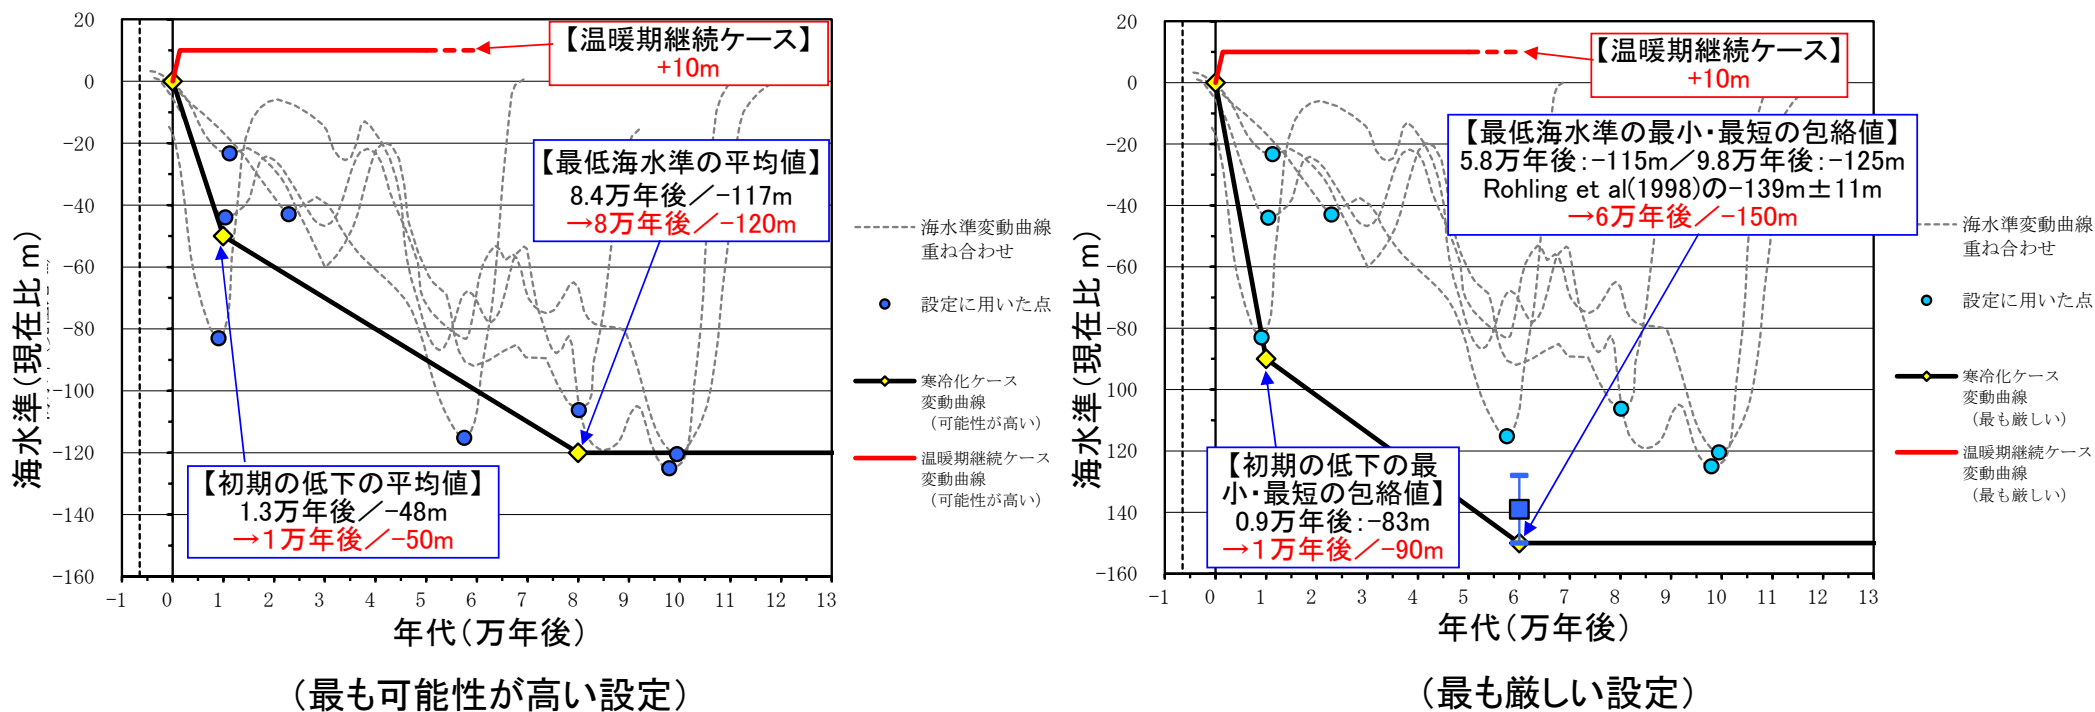 20
0
-20
-40
-60
-80
-100
-120
-140
-160
-1
0
1
2
3
4
5
6
7
8
9
10
11
12
13
海水準（現在比 m）
年代（万年後）
【温暖期継続ケース】
+10m
【最低海水準の平均値】
8.4万年後／-117m
→8万年後／-120m
【初期の低下の平均値】
1.3万年後／-48m
→１万年後／-50m
海水準変動曲線
重ね合わせ
設定に用いた点
寒冷化ケース
変動曲線
（可能性が高い）
温暖期継続ケース
変動曲線
（可能性が高い）
（最も可能性が高い設定）
20
0
-20
-40
-60
-80
100
120
140
-160
-1
0
1
2
3
4
5
6
7
8
9
10
11
12
13
海水準（現在比 m）
年代（万年後）
【温暖期継続ケース】
+10m
【最低海水準の最小・最短の包絡値】
5.8万年後：-115m／9.8万年後：-125m
Rohling et al(1998)の-139m±11m
→6万年後／-150m
【初期の低下の最
小・最短の包絡値】
0.9万年後：-83m
→１万年後／-90m
海水準変動曲線
重ね合わせ
設定に用いた点
寒冷化ケース
変動曲線
（最も厳しい）
温暖期継続ケース
変動曲線
（最も厳しい）
（最も厳しい設定）